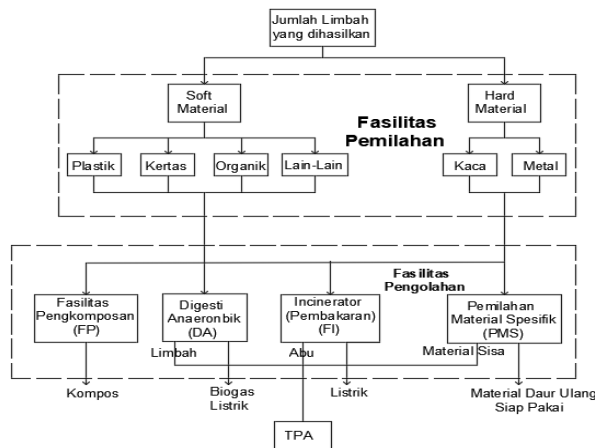 Jumlah Limbah
yang dihasilkan
Soft
Material
Hard
Material
Fasilitas
Pemilahan
Plastik
Kertas
Organik
Lain-Lain
Kaca
Metal
Fasilitas
Pengolahan
Fasilitas
Pengkomposan
(FP)
Digesti
Anaeronbik
(DA)
Incinerator
(Pembakaran)
(FI)
Pemilahan
Material Spesifik
(PMS)
Limbah
Abu
Material Sisa
Kompos
Biogas
Listrik
Listrik
Material Daur Ulang
Siap Pakai
TPA